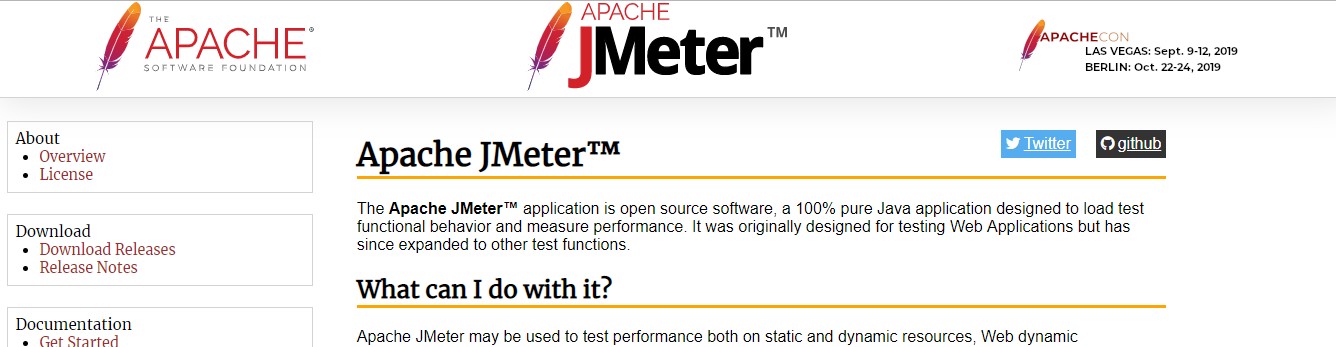 THE
APACHE®
SOFTWARE FOUNDATION
APACHE
JMeter™
APACHECON
LAS VEGAS: Sept. 9-12, 2019
BERLIN: Oct. 22-24, 2019
About
Overview
License
Download
Download Releases
Release Notes
Documentation
Get Started
Apache JMeter™
Twitter
github
The Apache JMeter™ application is open source software, a 100% pure Java application designed to load test
functional behavior and measure performance. It was originally designed for testing Web Applications but has
since expanded to other test functions.
What can I do with it?
Apache JMeter may be used to test performance both on static and dynamic resources, Web dynamic